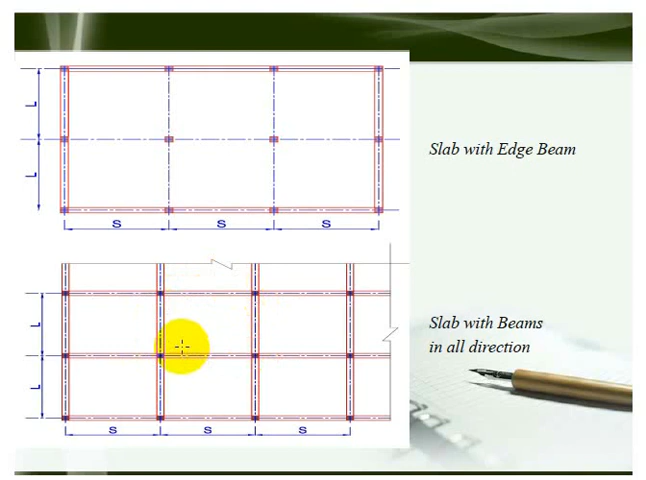 L
Slab with Edge Beam
L
S S S
L
Slab with Beams
in all direction
L
S S S